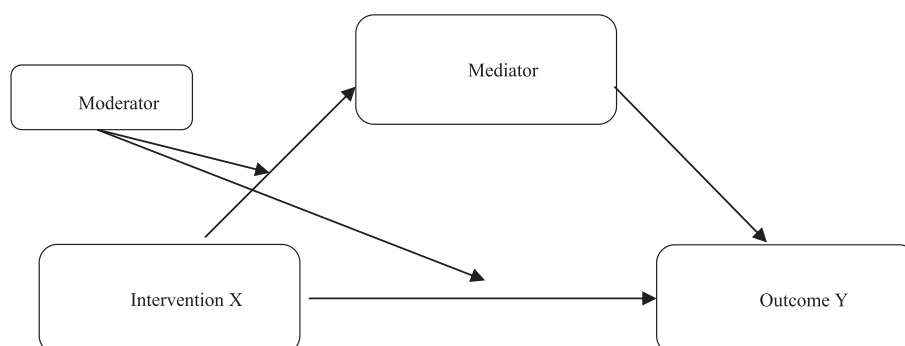 Mediator
Moderator
Intervention X
Outcome Y